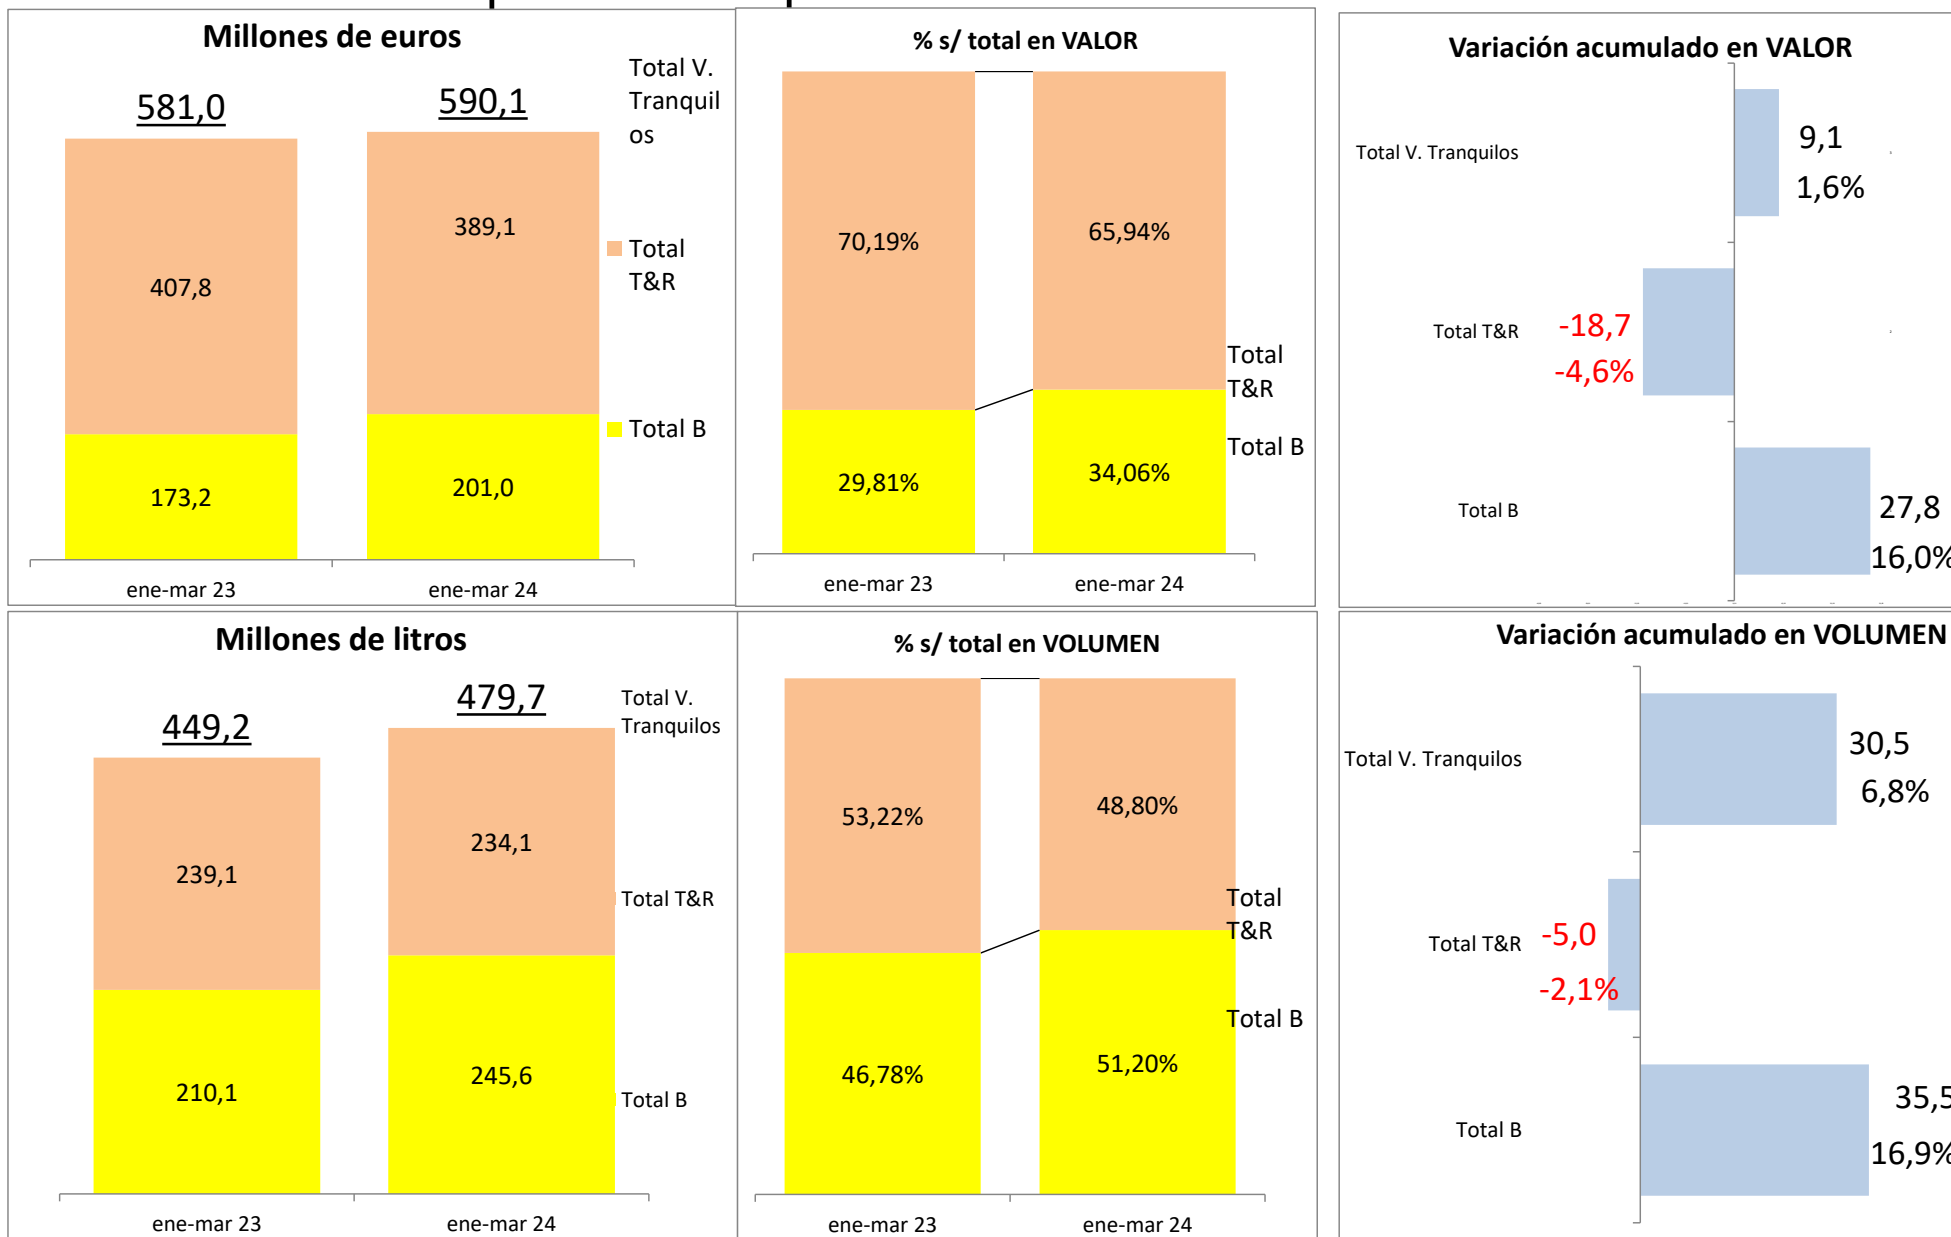 Millones de euros
581,0
590,1
Total V.
Tranquil
os
407,8
389,1
Total
T&R
173,2
201,0
Total B
ene-mar 23
ene-mar 24
% s/ total en VALOR
70,19%
65,94%
Total
T&R
29,81%
34,06%
Total B
ene-mar 23
ene-mar 24
Variación acumulado en VALOR
Total V. Tranquilos
9,1
1,6%
Total T&R
-18,7
-4,6%
Total B
27,8
16,0%
Millones de litros
449,2
479,7
Total V.
Tranquilos
239,1
234,1
Total T&R
210,1
245,6
Total B
ene-mar 23
ene-mar 24
% s/ total en VOLUMEN
53,22%
48,80%
Total
T&R
46,78%
51,20%
Total B
ene-mar 23
ene-mar 24
Variación acumulado en VOLUMEN
Total V. Tranquilos
30,5
6,8%
Total T&R
-5,0
-2,1%
Total B
35,5
16,9%